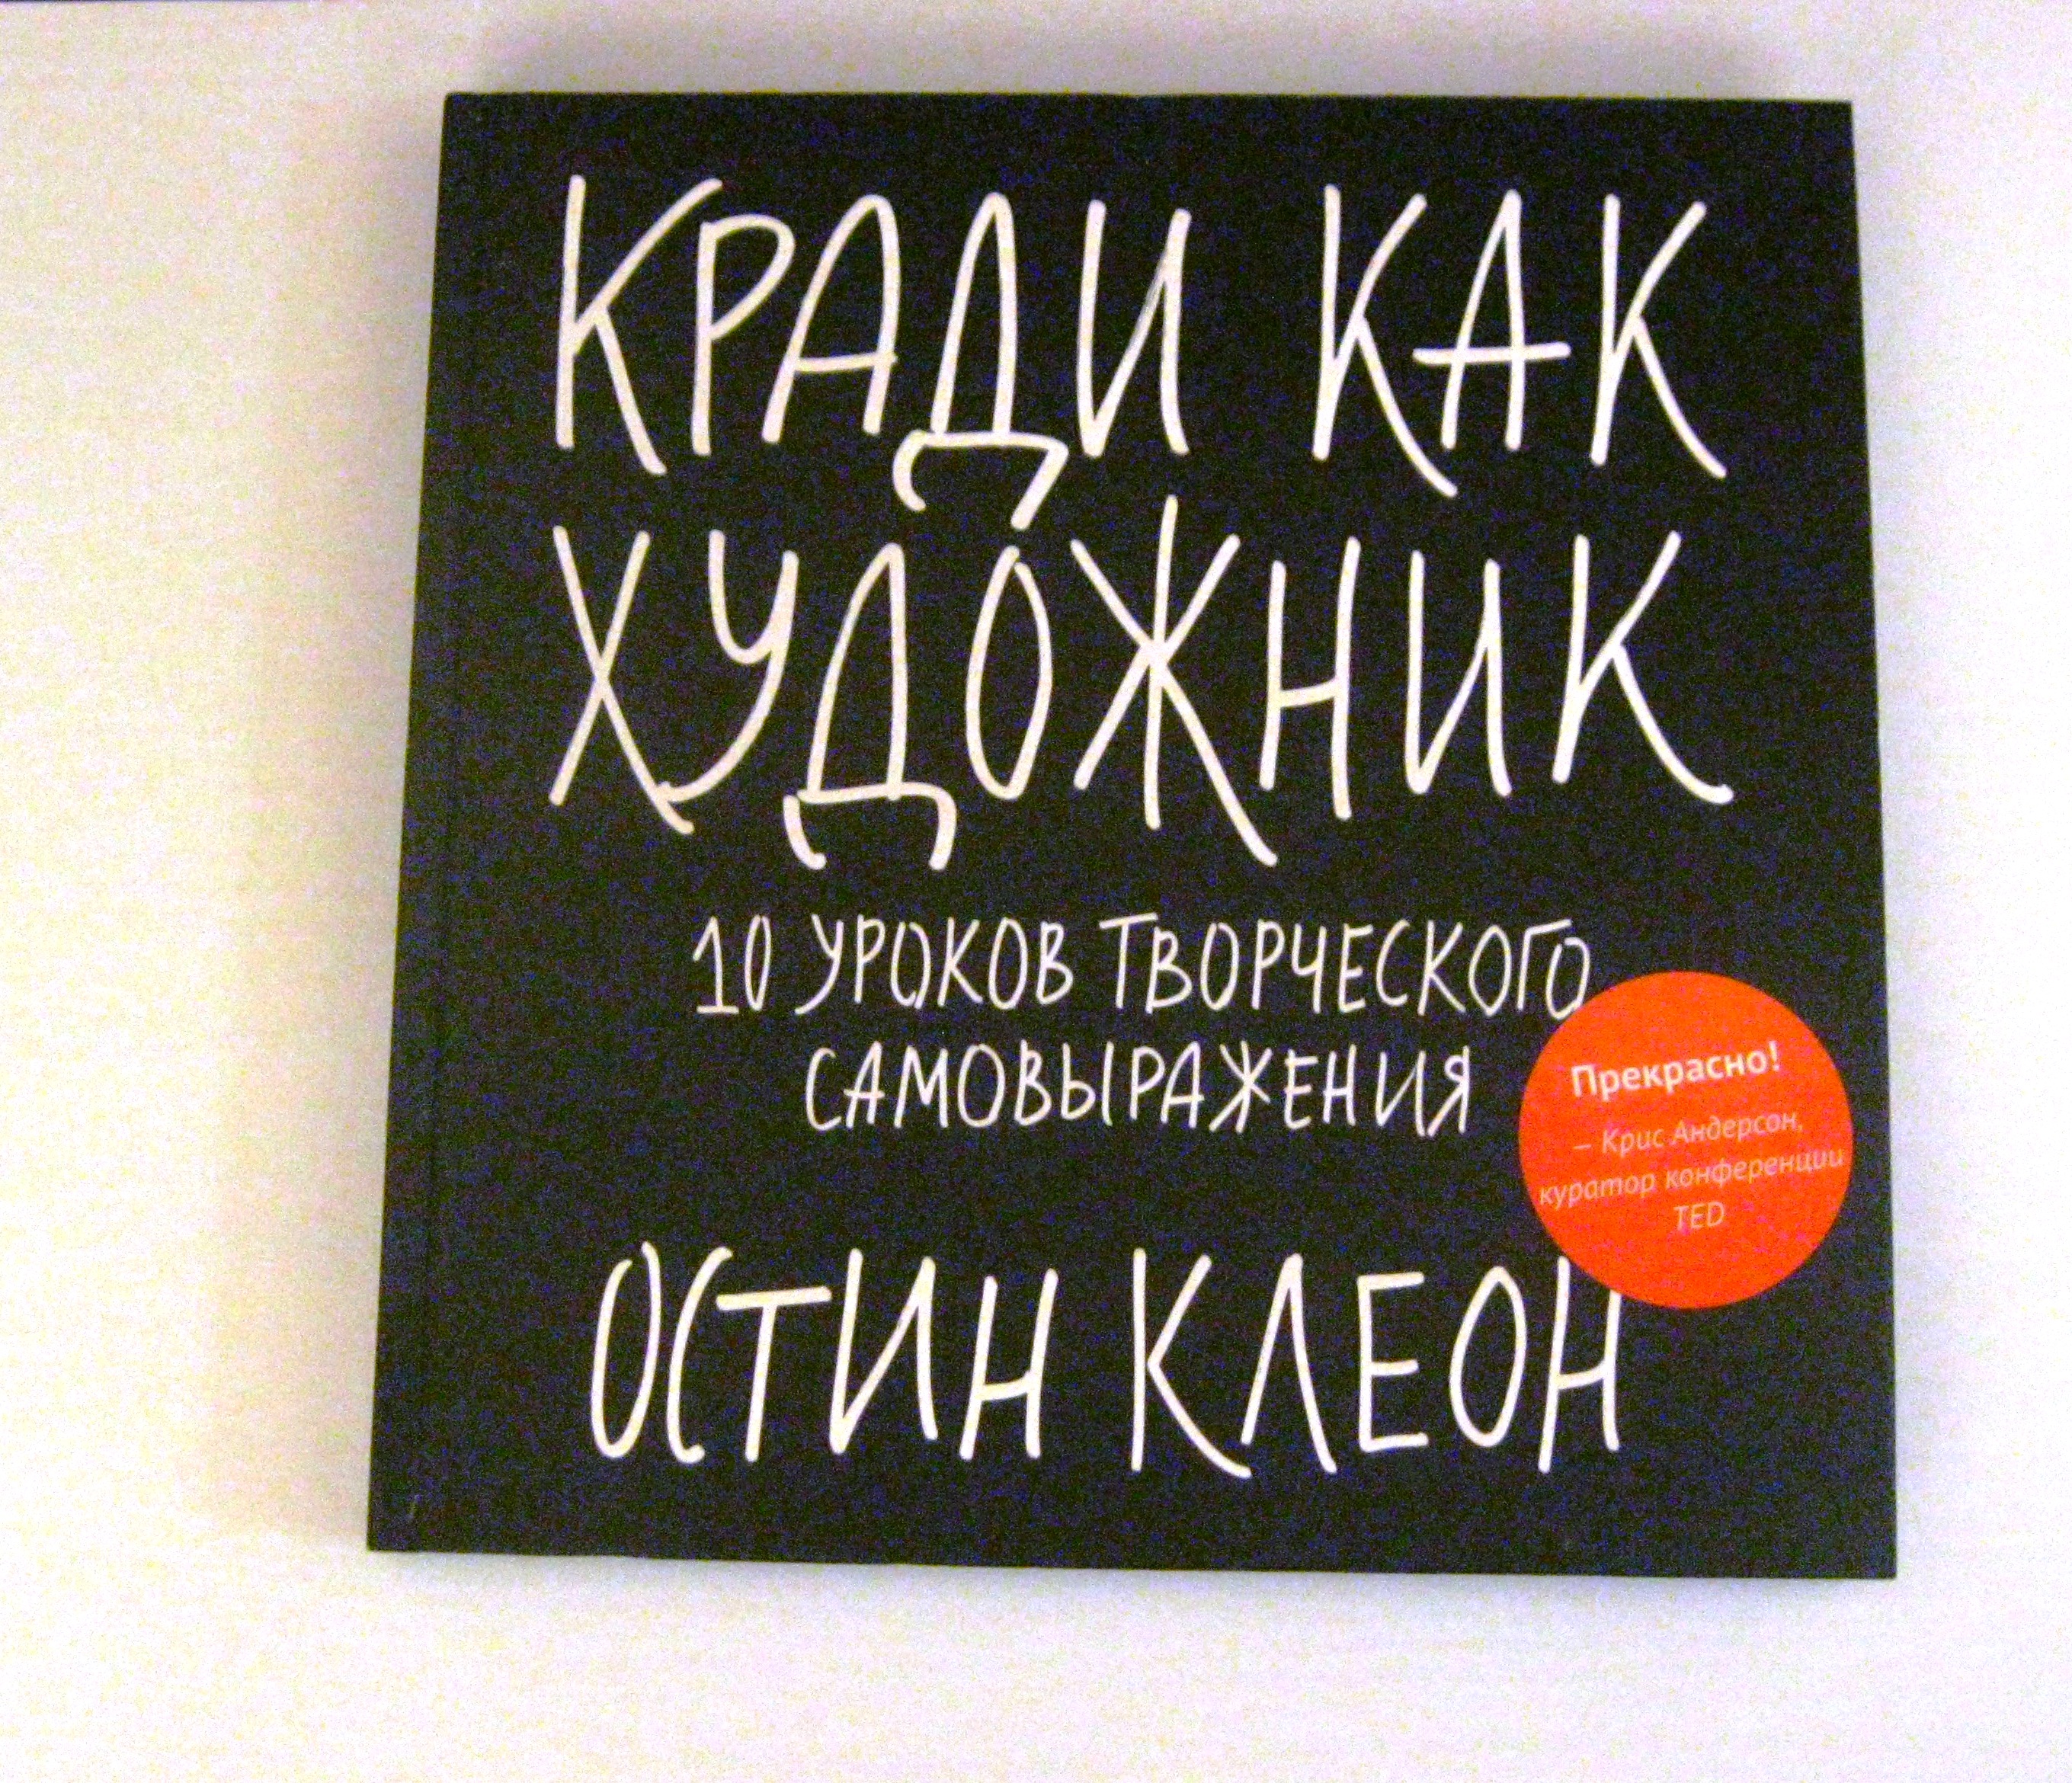 КРАДИ КАК
ХУДОЖНИК
10 УРОКОВ ТВОРЧЕСКОГО
САМОВЫРАЖЕНИЯ
Прекрасно!
– Крис Андерсон,
куратор конференции
TED
ОСТИН КЛЕОН